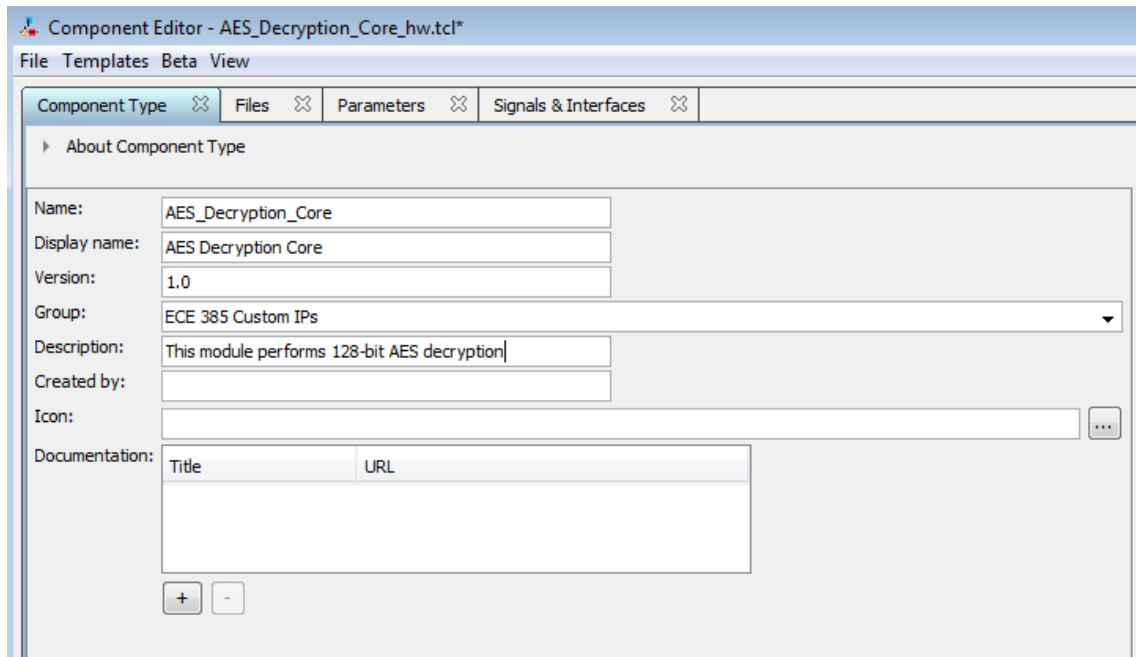 Component Editor - AES_Decryption_Core_hw.tcl*
File Templates Beta View
Component Type Files Parameters Signals & Interfaces
About Component Type
Name: AES_Decryption_Core
Display name: AES Decryption Core
Version: 1.0
Group: ECE 385 Custom IPs
Description: This module performs 128-bit AES decryption
Created by:
Icon: ...
Documentation: Title URL
+ -